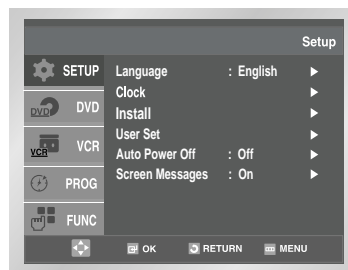 Setup
SETUP
Language : English ►
Clock ►
Install ►
User Set ►
DVD DVD
VCR VCR
Auto Power Off : Off ►
Screen Messages : On ►
PROG
FUNC
OK RETURN MENU